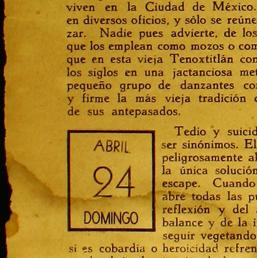 viven en la Ciudad de México.
en diversos oficios, y sólo se reúne
zar. Nadie pues advierte, de los
que los emplean como mozos o com
que en esta vieja Tenoxtitlán con
los siglos en una jactanciosa met
pequeño grupo de danzantes con
y firme la más vieja tradición d
de sus antepasados.
ABRIL
24
DOMINGO
Tedio y suicid
ser sinónimos. El
peligrosamente al
la única solución
escape. Cuando
abre todas las pu
reflexión y del
balance y de la i
seguir vegetando
si es cobardia o heroicidad refren